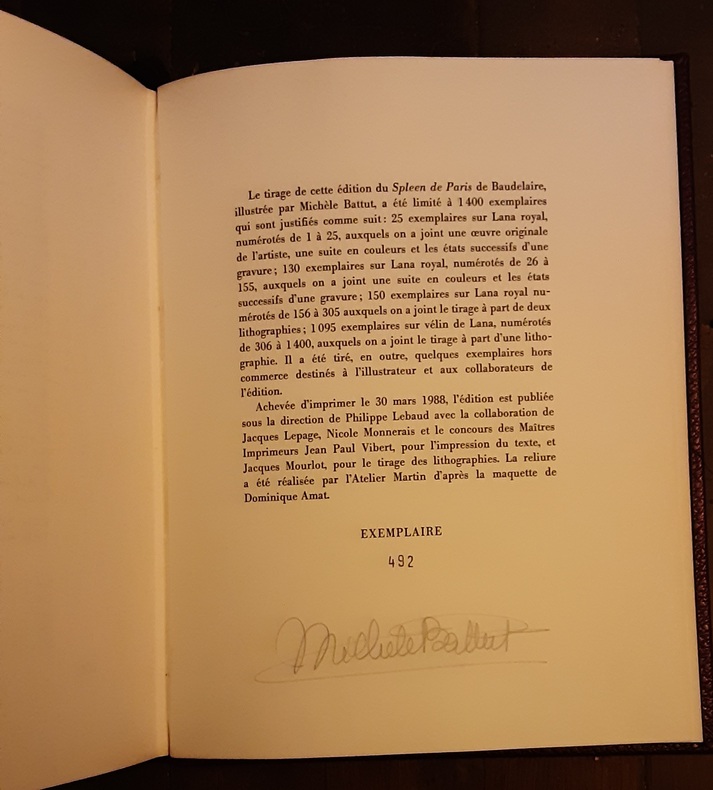 Le tirage de cette édition du Spleen de Paris de Baudelaire,
illustrée par Michèle Battut, a été limité à 1 400 exemplaires
qui sont justifiés comme suit : 25 exemplaires sur Lana royal,
numérotés de 1 à 25, auxquels on a joint une œuvre originale
de l'artiste, une suite en couleurs et les états successifs d'une
gravure ; 130 exemplaires sur Lana royal, numérotés de 26 à
155, auxquels on a joint une suite en couleurs et les états
successifs d'une gravure ; 150 exemplaires sur Lana royal nu-
mérotés de 156 à 305 auxquels on a joint le tirage à part de deux
lithographies ; 1 095 exemplaires sur vélin de Lana, numérotés
de 306 à 1 400, auxquels on a joint le tirage à part d'une litho-
graphie. Il a été tiré, en outre, quelques exemplaires hors
commerce destinés à l'illustrateur et aux collaborateurs de
l'édition.
Achevée d'imprimer le 30 mars 1988, l'édition est publiée
sous la direction de Philippe Lebaud avec la collaboration de
Jacques Lepage, Nicole Monnerais et le concours des Maîtres
Imprimeurs Jean Paul Vibert, pour l'impression du texte, et
Jacques Mourlot, pour le tirage des lithographies. La reliure
a été réalisée par l'Atelier Martin d'après la maquette de
Dominique Amat.
EXEMPLAIRE
492
Michèle Battut